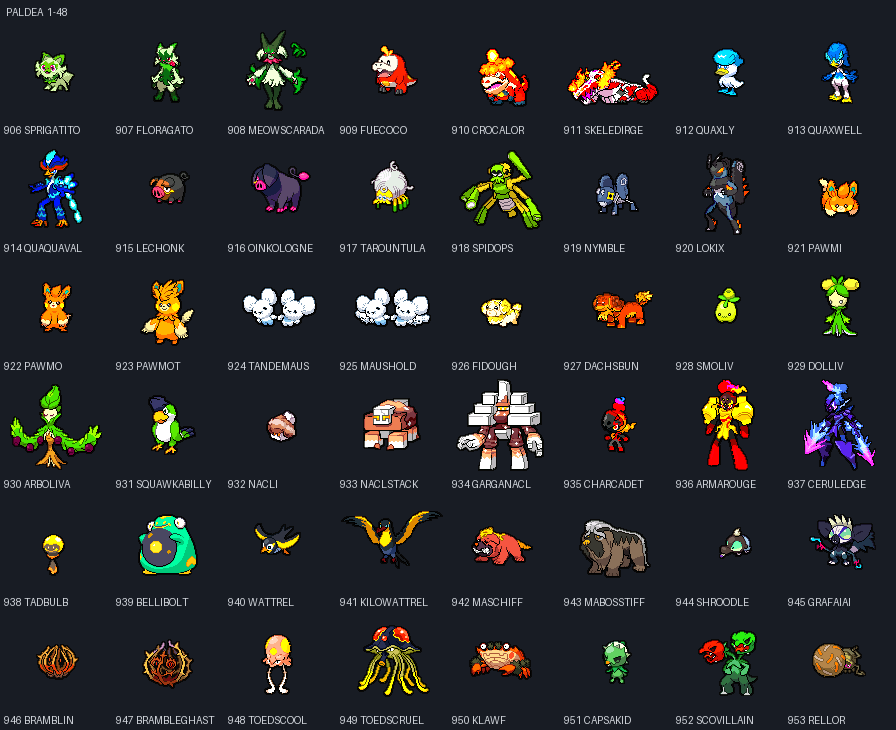 PALDEA 1-48
906 SPRIGATITO 907 FLORAGATO 908 MEOWSCARADA 909 FUECOCO 910 CROCALOR 911 SKELEDIRGE 912 QUAXLY 913 QUAXWELL
914 QUAQUAVAL 915 LECHONK 916 OINKOLOGNE 917 TAROUNTULA 918 SPIDOPS 919 NYMBLE 920 LOKIX 921 PAWMI
922 PAWMO 923 PAWMOT 924 TANDEMAUS 925 MAUSHOLD 926 FIDOUGH 927 DACHSBUN 928 SMOLIV 929 DOLLIV
930 ARBOLIVA 931 SQUAWKABILLY 932 NACLI 933 NACLSTACK 934 GARGANACL 935 CHARCADET 936 ARMAROUGE 937 CERULEDGE
938 TADBULB 939 BELLIBOLT 940 WATTREL 941 KILOWATTREL 942 MASCHIFF 943 MABOSSTIFF 944 SHROODLE 945 GRAFAIAI
946 BRAMBLIN 947 BRAMBLEGHAST 948 TOEDSCOOL 949 TOEDSCRUEL 950 KLAWF 951 CAPSAKID 952 SCOVILLAIN 953 RELLOR